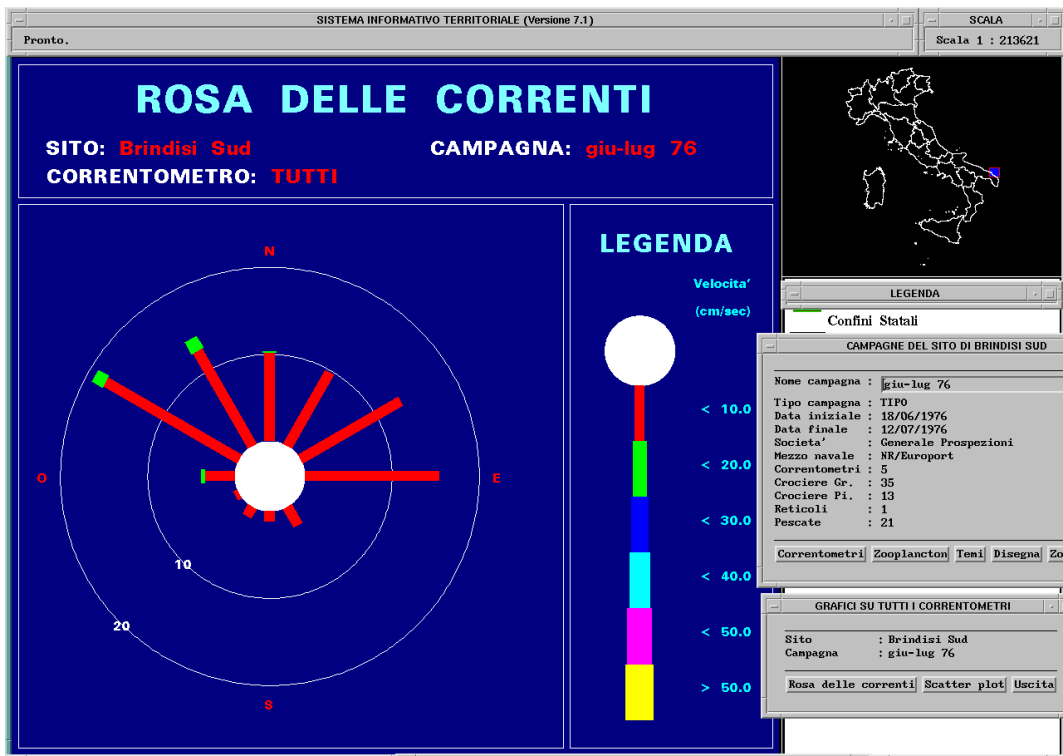 SISTEMA INFORMATIVO TERRITORIALE (Versione 7.1)
Pronto.
SCALA
Scala 1 : 213621
ROSA DELLE CORRENTI
SITO: Brindisi Sud CAMPAGNA: giu-lug 76
CORRENTOMETRO: TUTTI
N
O
E
S
10
20
LEGENDA
Velocita'
(cm/sec)
< 10.0
< 20.0
< 30.0
< 40.0
< 50.0
> 50.0
LEGENDA
Confini Statali
CAMPAGNE DEL SITO DI BRINDISI SUD
Nome campagna : giu-lug 76
Tipo campagna : TIPO
Data iniziale : 18/06/1976
Data finale : 12/07/1976
Societa' : Generale Prospezioni
Mezzo navale : NR/Europort
Correntometri : 5
Crociere Gr. : 35
Crociere Pi. : 13
Reticoli : 1
Pescate : 21
Correntometri Zooplancton Temi Disegna Zo
GRAFICI SU TUTTI I CORRENTOMETRI
Sito : Brindisi Sud
Campagna : giu-lug 76
Rosa delle correnti Scatter plot Uscita